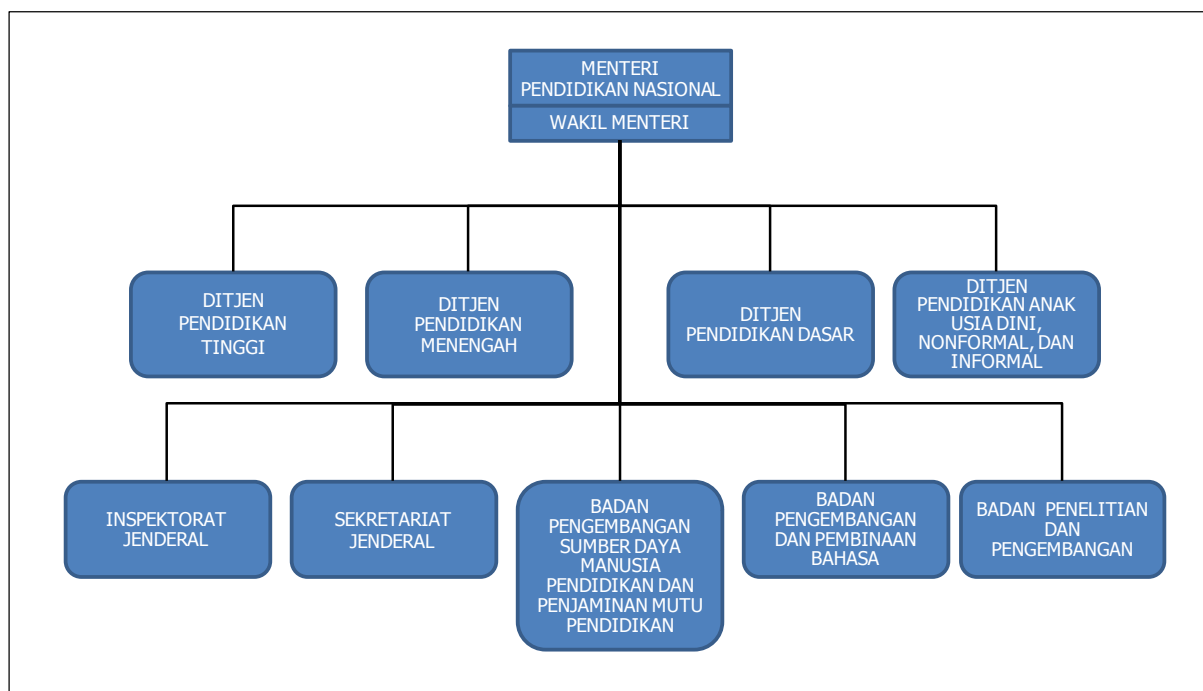 MENTERI
PENDIDIKAN NASIONAL
WAKIL MENTERI
DITJEN
PENDIDIKAN
TINGGI
DITJEN
PENDIDIKAN
MENENGAH
DITJEN
PENDIDIKAN DASAR
DITJEN
PENDIDIKAN ANAK
USIA DINI,
NONFORMAL, DAN
INFORMAL
INSPEKTORAT
JENDERAL
SEKRETARIAT
JENDERAL
BADAN
PENGEMBANGAN
SUMBER DAYA
MANUSIA
PENDIDIKAN DAN
PENJAMINAN MUTU
PENDIDIKAN
BADAN
PENGEMBANGAN
DAN PEMBINAAN
BAHASA
BADAN PENELITIAN
DAN
PENGEMBANGAN